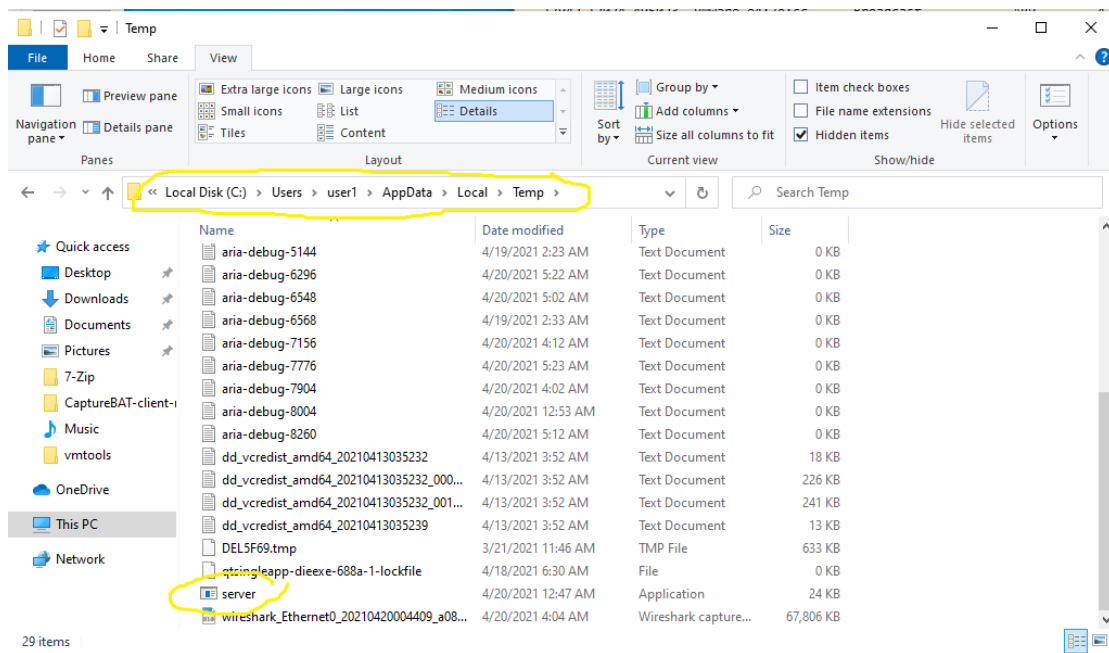 Temp
File Home Share View
Preview pane Extra large icons Large icons Medium icons Group by Item check boxes
Navigation pane Details pane Small icons List Details Sort by Add columns File name extensions Hide selected items Options
Tiles Content Size all columns to fit Hidden items
Panes Layout Current view Show/hide
« Local Disk (C:) > Users > user1 > AppData > Local > Temp > Search Temp
Name Date modified Type Size
Quick access aria-debug-5144 4/19/2021 2:23 AM Text Document 0 KB
Desktop aria-debug-6296 4/20/2021 5:22 AM Text Document 0 KB
Downloads aria-debug-6548 4/20/2021 5:02 AM Text Document 0 KB
Documents aria-debug-6568 4/19/2021 2:33 AM Text Document 0 KB
Pictures aria-debug-7156 4/20/2021 4:12 AM Text Document 0 KB
7-Zip aria-debug-7776 4/20/2021 5:23 AM Text Document 0 KB
CaptureBAT-client-r aria-debug-7904 4/20/2021 4:02 AM Text Document 0 KB
Music aria-debug-8004 4/20/2021 12:53 AM Text Document 0 KB
vmtools aria-debug-8260 4/20/2021 5:12 AM Text Document 0 KB
dd_vcredist_amd64_20210413035232 4/13/2021 3:52 AM Text Document 18 KB
OneDrive dd_vcredist_amd64_20210413035232_000... 4/13/2021 3:52 AM Text Document 226 KB
dd_vcredist_amd64_20210413035232_001... 4/13/2021 3:52 AM Text Document 241 KB
This PC dd_vcredist_amd64_20210413035239 4/13/2021 3:52 AM Text Document 13 KB
DEL5F69.tmp 3/21/2021 11:46 AM TMP File 633 KB
Network qtsingleapp-dieexe-688a-1-lockfile 4/18/2021 6:30 AM File 0 KB
server 4/20/2021 12:47 AM Application 24 KB
wireshark_Ethernet0_20210420004409_a08... 4/20/2021 4:04 AM Wireshark capture... 67,806 KB
29 items